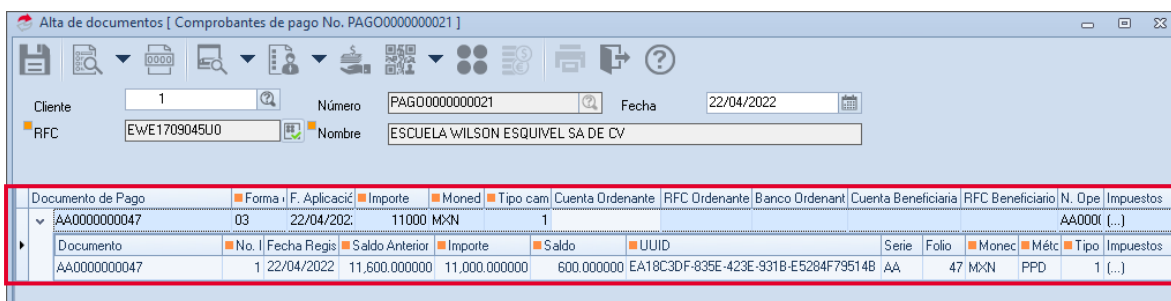 Alta de documentos [ Comprobantes de pago No. PAGO0000000021 ]
0000
Cliente 1 Número PAGO0000000021 Fecha 22/04/2022
RFC EWE1709045U0 Nombre ESCUELA WILSON ESQUIVEL SA DE CV
Documento de Pago Forma F. Aplicació Importe Moned Tipo cam Cuenta Ordenante RFC Ordenante Banco Ordenant Cuenta Beneficiaria RFC Beneficiario N. Ope Impuestos
AA0000000047 03 22/04/202 11000 MXN 1 AA000 (...)
Documento No. Fecha Regis Saldo Anterior Importe Saldo UUID Serie Folio Monec Métc Tipo Impuestos
AA0000000047 1 22/04/2022 11,600.000000 11,000.000000 600.000000 EA18C3DF-835E-423E-931B-E5284F79514B AA 47 MXN PPD 1 (...)